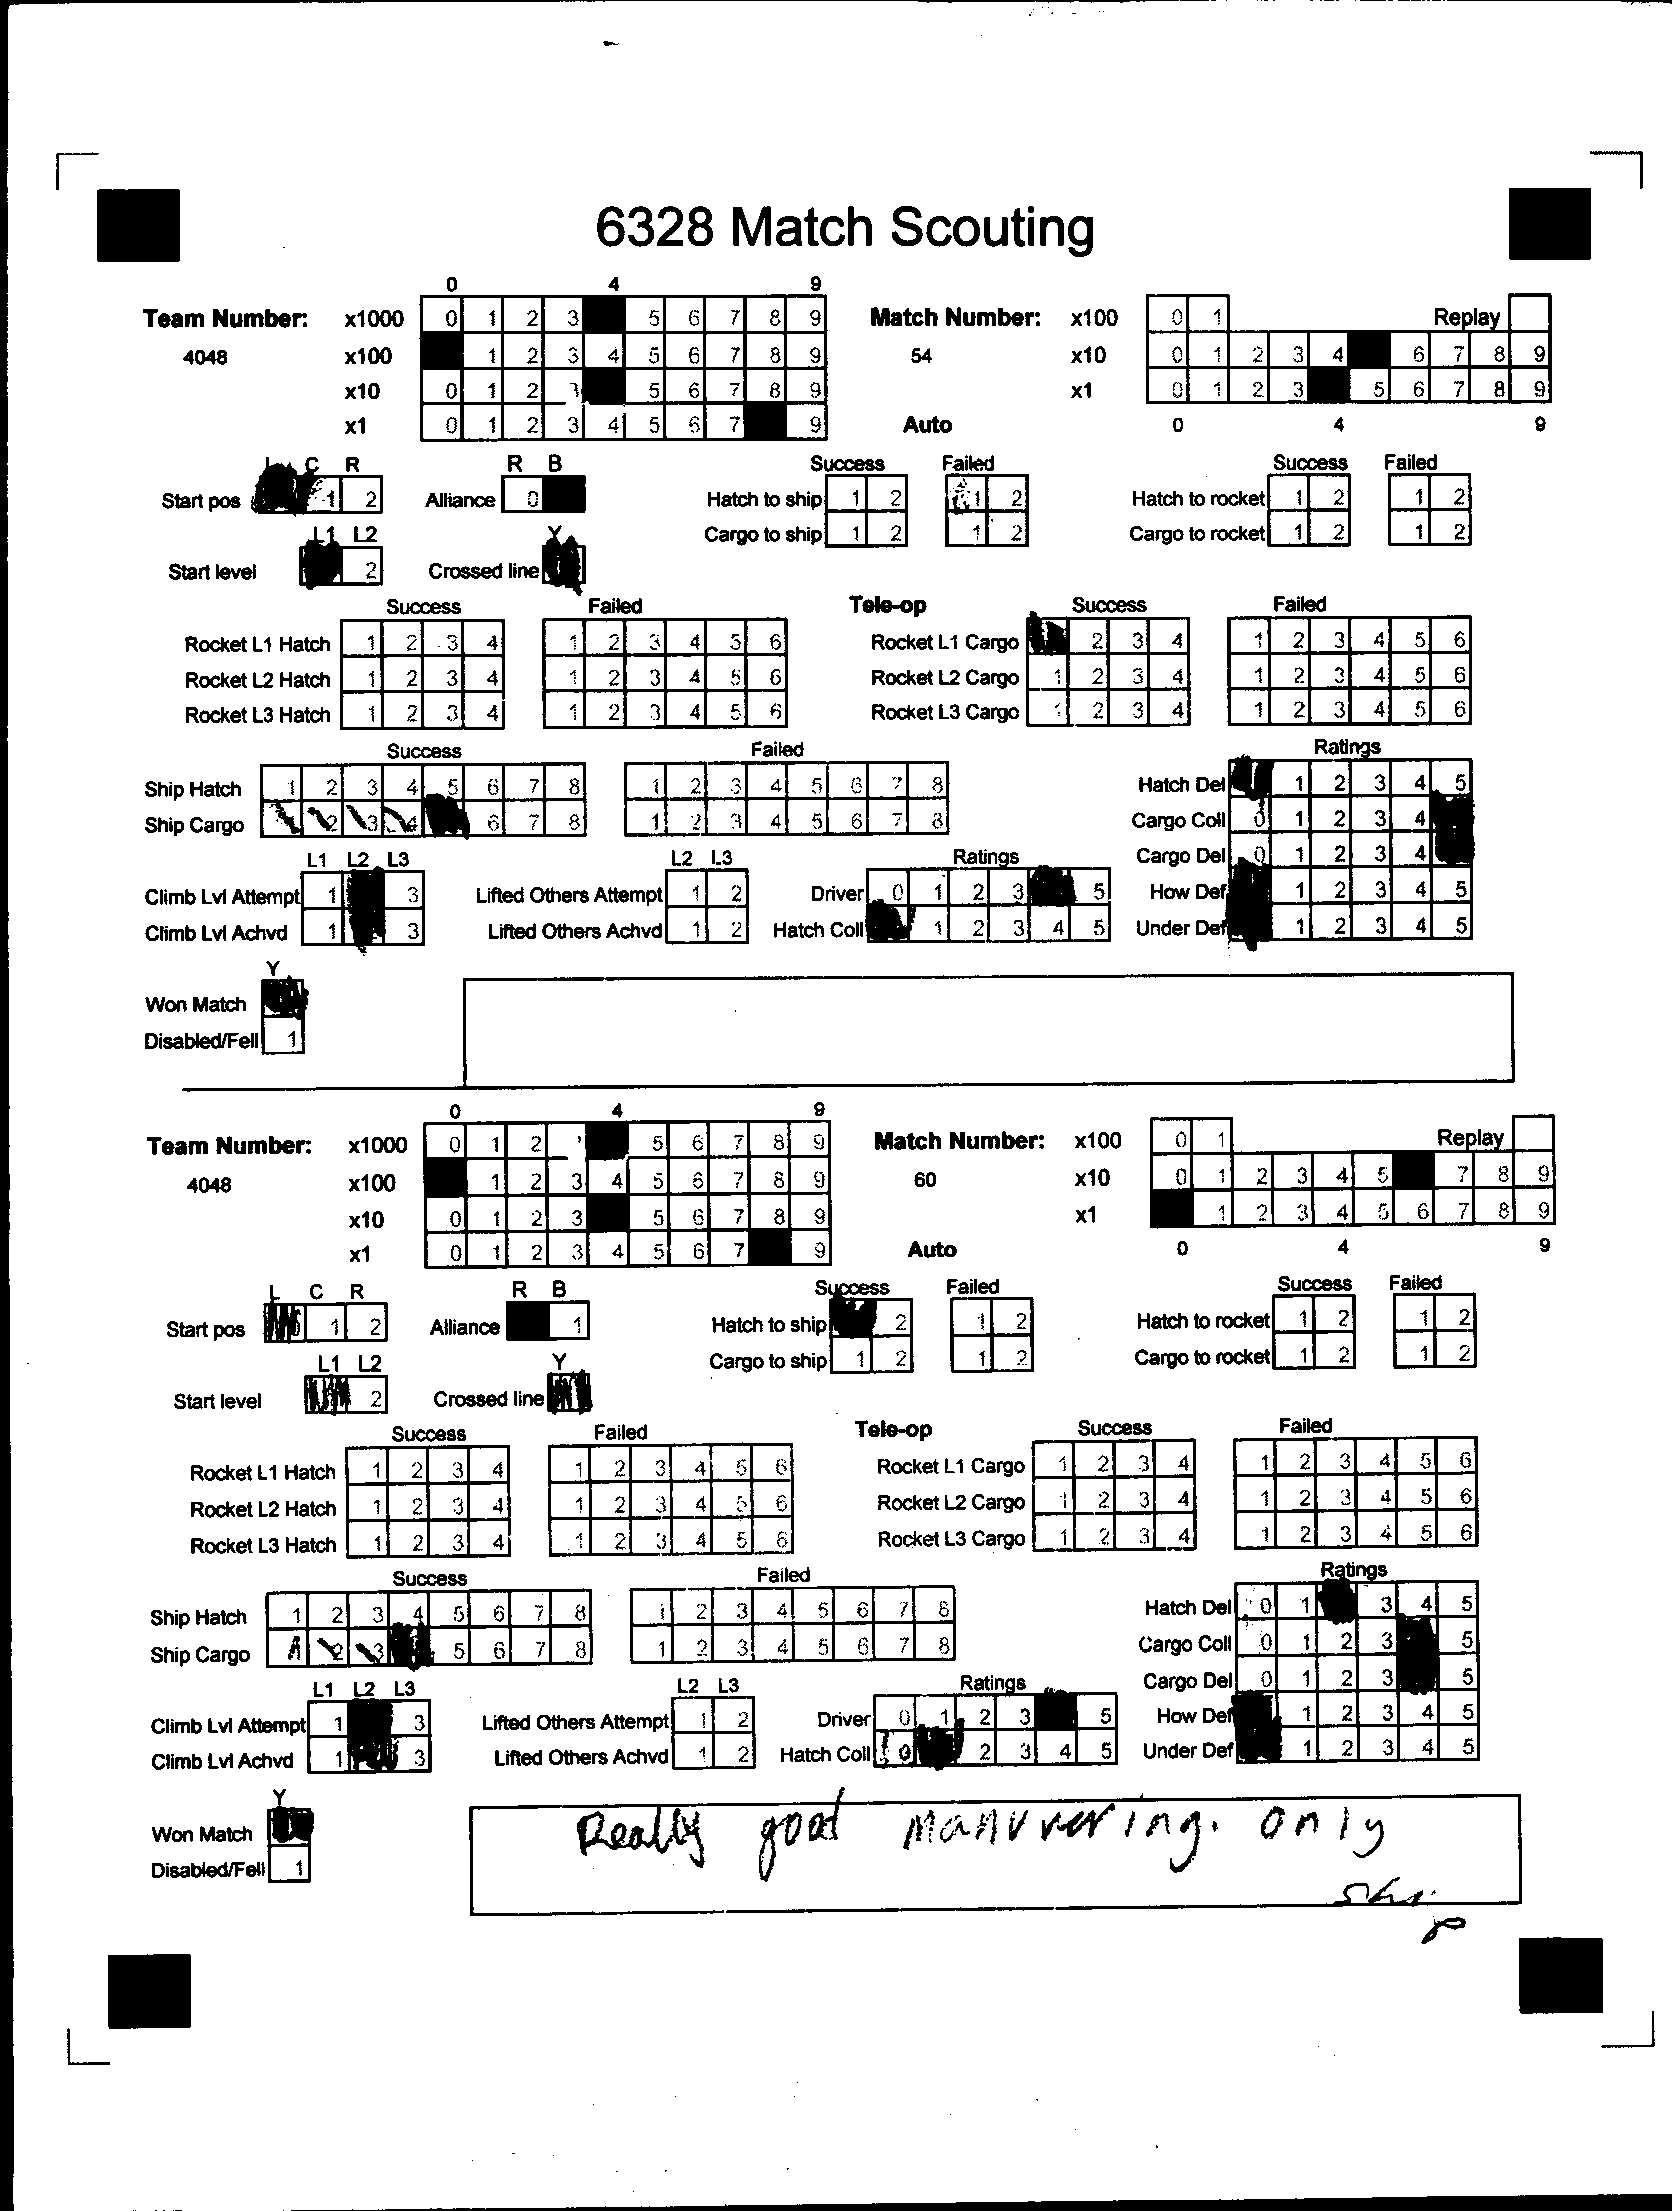 6328 Match Scouting
0 4 9
Team Number: x1000 0 1 2 3 5 6 7 8 9 Match Number: x100 0 1 Replay
4048 x100 1 2 3 4 5 6 7 8 9 54 x10 0 1 2 3 4 6 7 8 9
x10 0 1 2 5 6 7 8 9 x1 0 1 2 3 5 6 7 8 9
x1 0 1 2 3 4 5 6 7 9 Auto 0 4 9
L C R R B Success Failed Success Failed
Start pos 1 2 Alliance 0 Hatch to ship 1 2 1 2 Hatch to rocket 1 2 1 2
L1 L2 Y Cargo to ship 1 2 1 2 Cargo to rocket 1 2 1 2
Start level 2 Crossed line
Success Failed Tele-op Success Failed
Rocket L1 Hatch 1 2 3 4 1 2 3 4 5 6 Rocket L1 Cargo 2 3 4 1 2 3 4 5 6
Rocket L2 Hatch 1 2 3 4 1 2 3 4 5 6 Rocket L2 Cargo 1 2 3 4 1 2 3 4 5 6
Rocket L3 Hatch 1 2 3 4 1 2 3 4 5 6 Rocket L3 Cargo 1 2 3 4 1 2 3 4 5 6
Success Failed Ratings
Ship Hatch 1 2 3 4 5 6 7 8 1 2 3 4 5 6 7 8 Hatch Del 1 2 3 4 5
Ship Cargo 2 3 4 6 7 8 1 2 3 4 5 6 7 8 Cargo Coll 0 1 2 3 4
L1 L2 L3 L2 L3 Ratings Cargo Del 0 1 2 3 4
Climb Lvl Attempt 1 3 Lifted Others Attempt 1 2 Driver 0 1 2 3 5 How Def 1 2 3 4 5
Climb Lvl Achvd 1 3 Lifted Others Achvd 1 2 Hatch Coll 1 2 3 4 5 Under Def 1 2 3 4 5
Y
Won Match
Disabled/Fell 1
0 4 9
Team Number: x1000 0 1 2 5 6 7 8 9 Match Number: x100 0 1 Replay
4048 x100 1 2 3 4 5 6 7 8 9 60 x10 0 1 2 3 4 5 7 8 9
x10 0 1 2 3 5 6 7 8 9 x1 1 2 3 4 5 6 7 8 9
x1 0 1 2 3 4 5 6 7 9 Auto 0 4 9
L C R R B Success Failed Success Failed
Start pos 1 2 Alliance 1 Hatch to ship 2 1 2 Hatch to rocket 1 2 1 2
L1 L2 Y Cargo to ship 1 2 1 2 Cargo to rocket 1 2 1 2
Start level 2 Crossed line
Success Failed Tele-op Success Failed
Rocket L1 Hatch 1 2 3 4 1 2 3 4 5 6 Rocket L1 Cargo 1 2 3 4 1 2 3 4 5 6
Rocket L2 Hatch 1 2 3 4 1 2 3 4 5 6 Rocket L2 Cargo 1 2 3 4 1 2 3 4 5 6
Rocket L3 Hatch 1 2 3 4 1 2 3 4 5 6 Rocket L3 Cargo 1 2 3 4 1 2 3 4 5 6
Success Failed Ratings
Ship Hatch 1 2 3 4 5 6 7 8 1 2 3 4 5 6 7 8 Hatch Del 0 1 3 4 5
Ship Cargo 2 3 5 6 7 8 1 2 3 4 5 6 7 8 Cargo Coll 0 1 2 3 5
L1 L2 L3 L2 L3 Ratings Cargo Del 0 1 2 3 5
Climb Lvl Attempt 1 3 Lifted Others Attempt 1 2 Driver 0 1 2 3 5 How Def 1 2 3 4 5
Climb Lvl Achvd 1 3 Lifted Others Achvd 1 2 Hatch Coll 0 2 3 4 5 Under Def 1 2 3 4 5
Y
Won Match
Disabled/Fell 1
Really good manuvering. only
ship